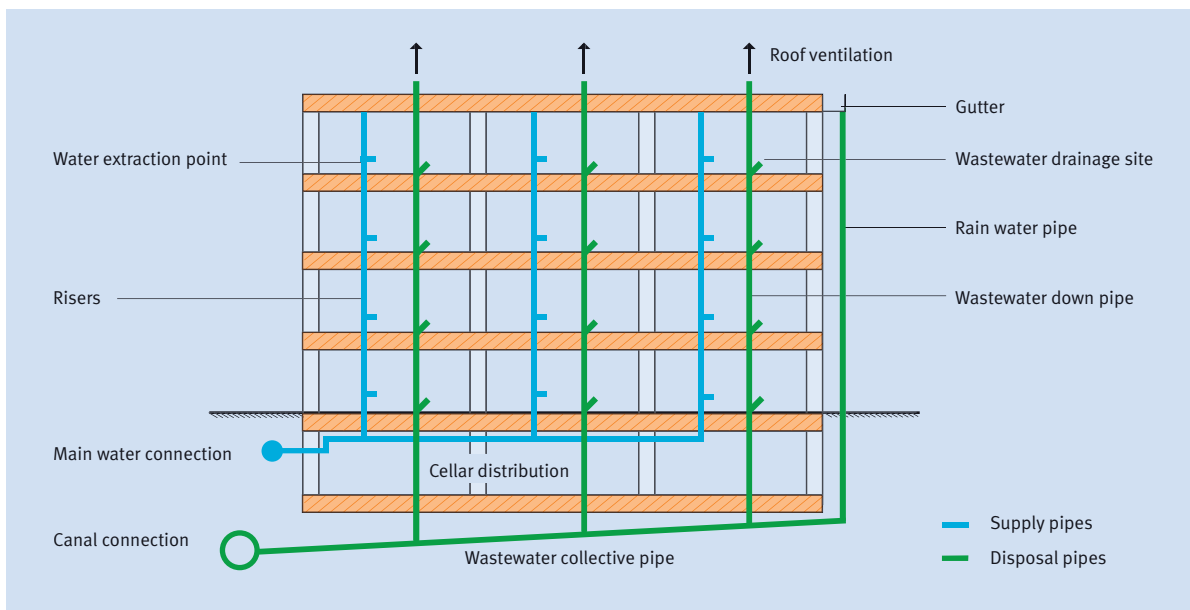 Roof ventilation
Gutter
Water extraction point
Wastewater drainage site
Rain water pipe
Risers
Wastewater down pipe
Main water connection
Cellar distribution
Canal connection
Wastewater collective pipe
Supply pipes
Disposal pipes